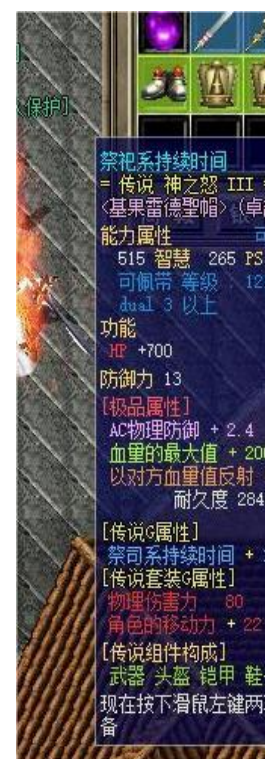 保护]
祭祀系持续时间
= 传说 神之怒 III
<基果雷德聖帽> (卓
能力属性
515 智慧 265 PS
可佩带 等级 : 12
dual 3 以上
功能
HP +700
防御力 13
[极品属性]
AC物理防御 + 2.4
血里的最大值 + 200
以对方血里值反射
耐久度 284
[传说G属性]
祭司系持续时间 +
[传说套装G属性]
物理伤害力 80
角色的移动力 + 22
[传说组件构成]
武器 头盔 铠甲 鞋
现在按下滑鼠左键两
备